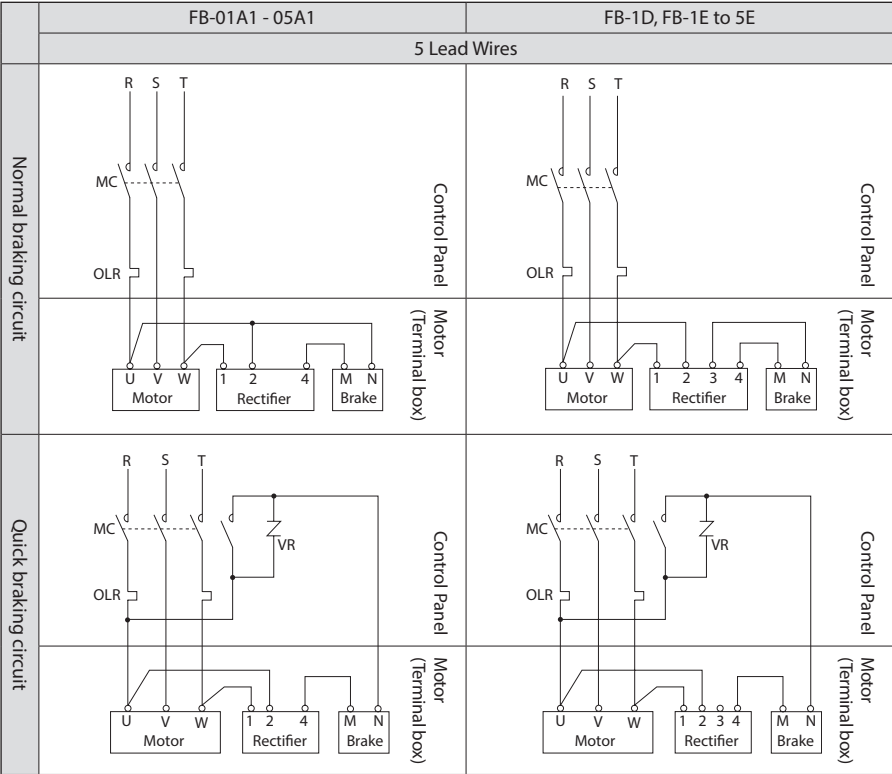 FB-01A1 - 05A1
FB-1D, FB-1E to 5E
5 Lead Wires
Normal braking circuit
R S T
MC
OLR
Control Panel
U V W 1 2 4 M N
Motor Rectifier Brake
Motor
(Terminal box)
R S T
MC
OLR
Control Panel
U V W 1 2 3 4 M N
Motor Rectifier Brake
Motor
(Terminal box)
Quick braking circuit
R S T
MC
VR
OLR
Control Panel
U V W 1 2 4 M N
Motor Rectifier Brake
Motor
(Terminal box)
R S T
MC
VR
OLR
Control Panel
U V W 1 2 3 4 M N
Motor Rectifier Brake
Motor
(Terminal box)